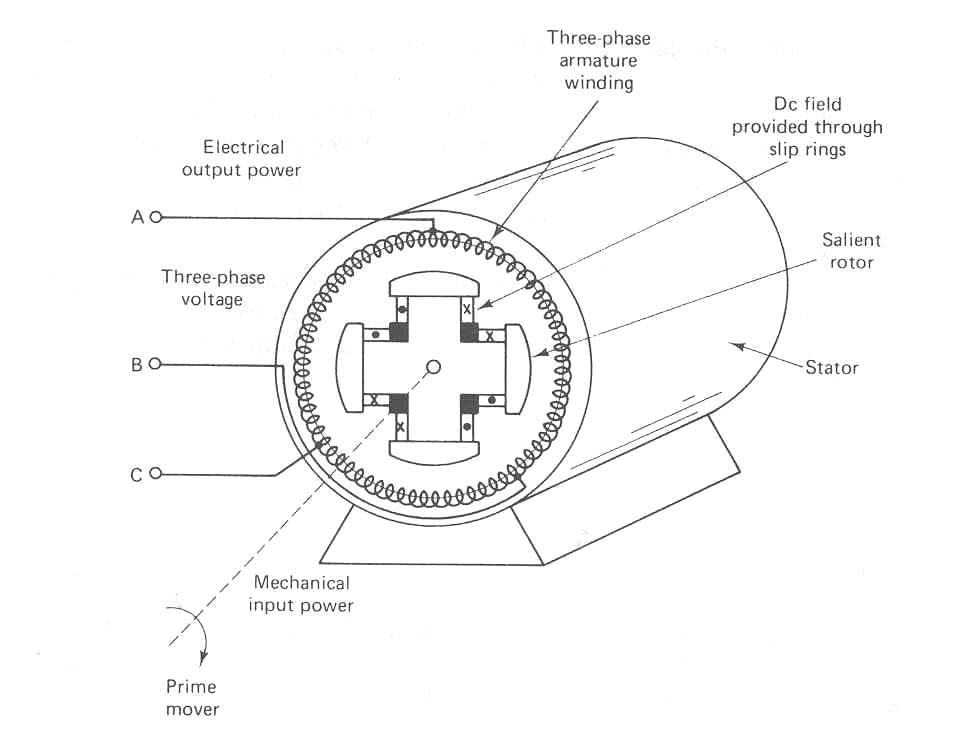 Three-phase
armature
winding
Dc field
provided through
slip rings
Electrical
output power
A
Salient
rotor
Three-phase
voltage
B
Stator
C
Mechanical
input power
Prime
mover